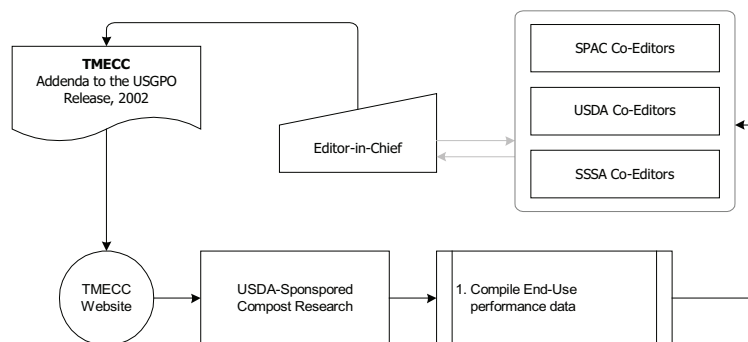 TMECC
Addenda to the USGPO
Release, 2002
Editor-in-Chief
SPAC Co-Editors
USDA Co-Editors
SSSA Co-Editors
TMECC
Website
USDA-Sponspored
Compost Research
1. Compile End-Use
performance data